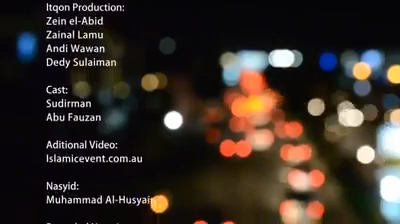 Itqon Production:
Zein el-Abid
Zainal Lamu
Andi Wawan
Dedy Sulaiman
Cast:
Sudirman
Abu Fauzan
Aditional Video:
Islamicevent.com.au
Nasyid:
Muhammad Al-Husyain